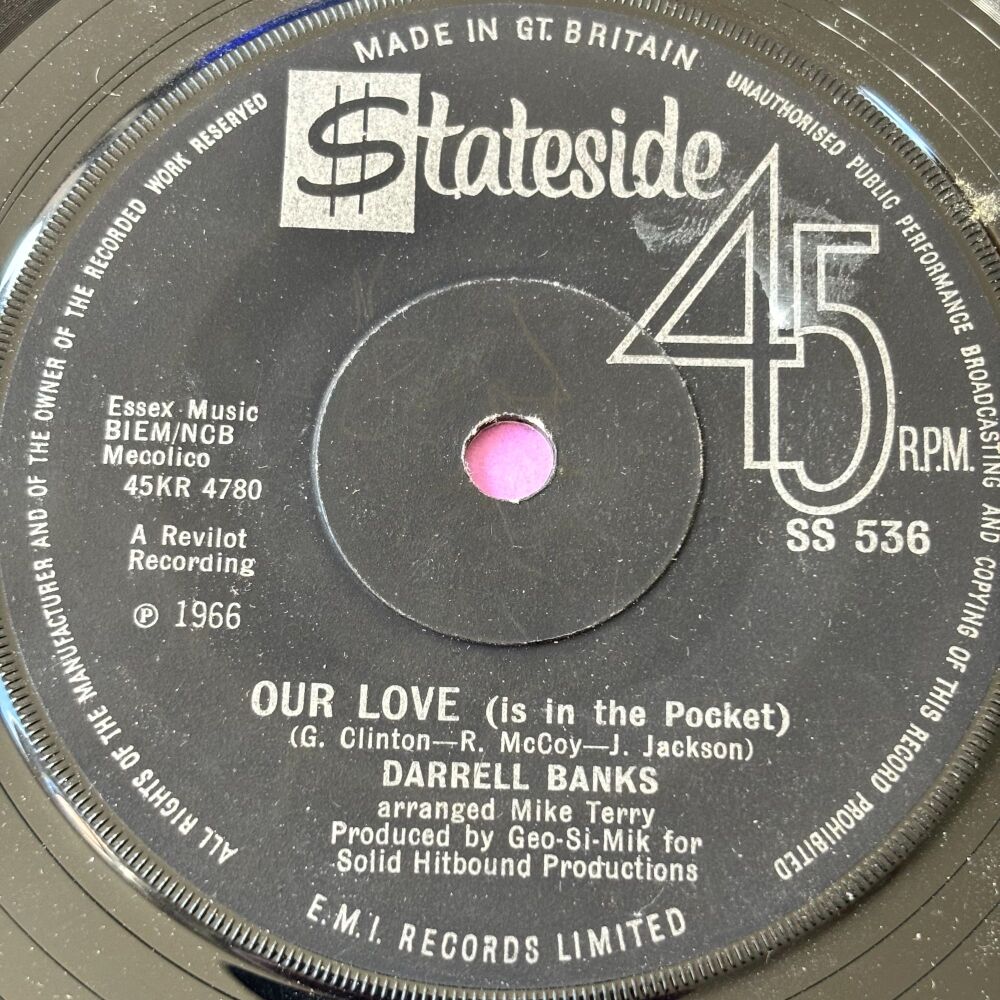 MADE IN GT. BRITAIN
UNAUTHORISED PUBLIC PERFORMANCE BROADCASTING AND COPYING OF THIS RECORD PROHIBITED
ALL RIGHTS OF THE MANUFACTURER AND OF THE OWNER OF THE RECORDED WORK RESERVED
$tateside
45
R.P.M.
SS 536
Essex Music
BIEM/NCB
Mecolico
45KR 4780
A Revilot
Recording
℗ 1966
OUR LOVE (is in the Pocket)
(G. Clinton—R. McCoy—J. Jackson)
DARRELL BANKS
arranged Mike Terry
Produced by Geo-Si-Mik for
Solid Hitbound Productions
E.M.I. RECORDS LIMITED